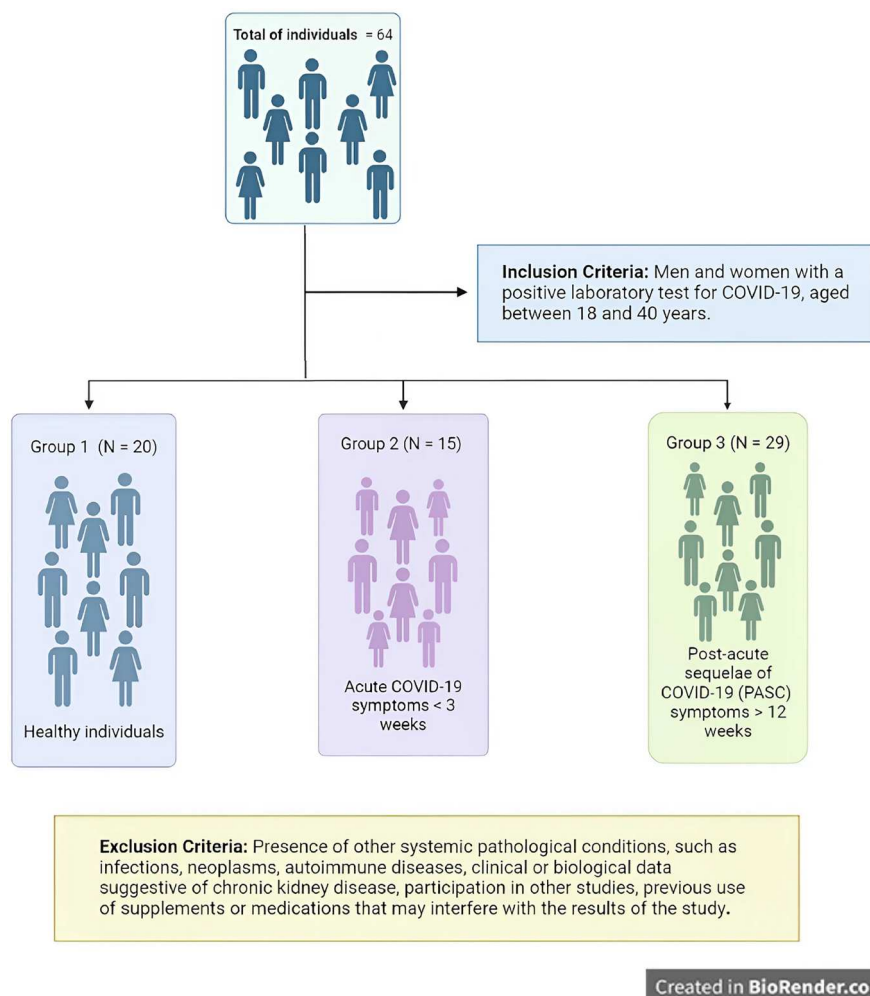 Total of individuals = 64
Inclusion Criteria: Men and women with a
positive laboratory test for COVID-19, aged
between 18 and 40 years.
Group 1 (N = 20)
Healthy individuals
Group 2 (N = 15)
Acute COVID-19
symptoms < 3
weeks
Group 3 (N = 29)
Post-acute
sequelae of
COVID-19 (PASC)
symptoms > 12
weeks
Exclusion Criteria: Presence of other systemic pathological conditions, such as
infections, neoplasms, autoimmune diseases, clinical or biological data
suggestive of chronic kidney disease, participation in other studies, previous use
of supplements or medications that may interfere with the results of the study.
Created in BioRender.co